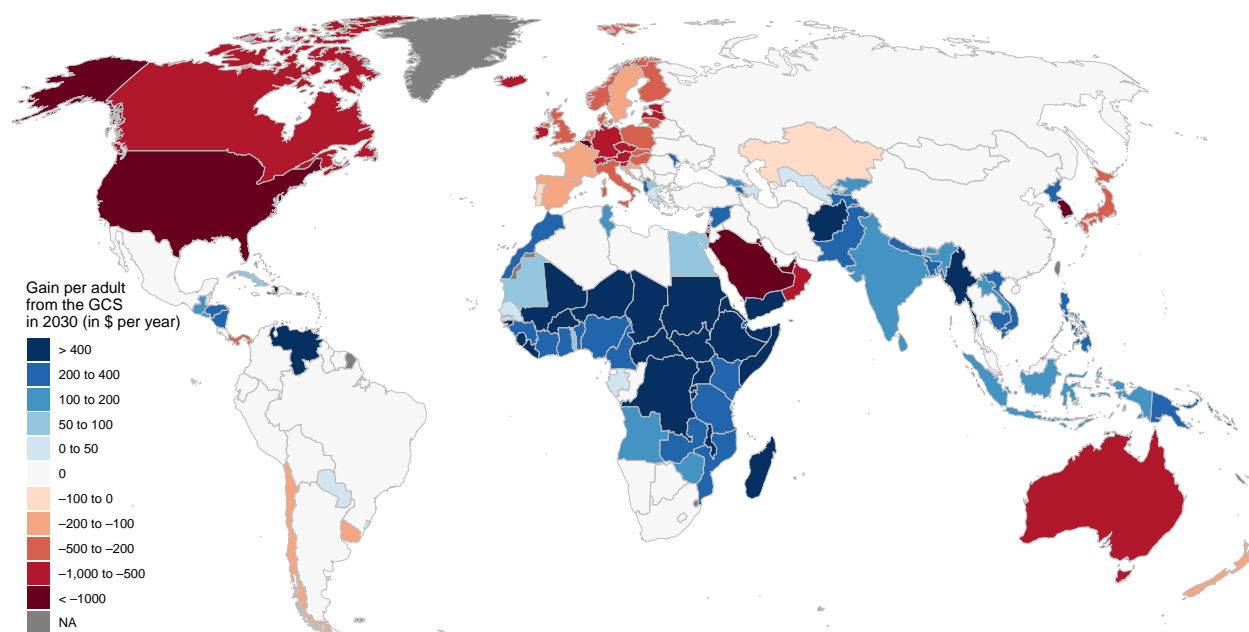 Gain per adult
from the GCS
in 2030 (in $ per year)
> 400
200 to 400
100 to 200
50 to 100
0 to 50
0
–100 to 0
–200 to –100
–500 to –200
–1,000 to –500
< –1000
NA